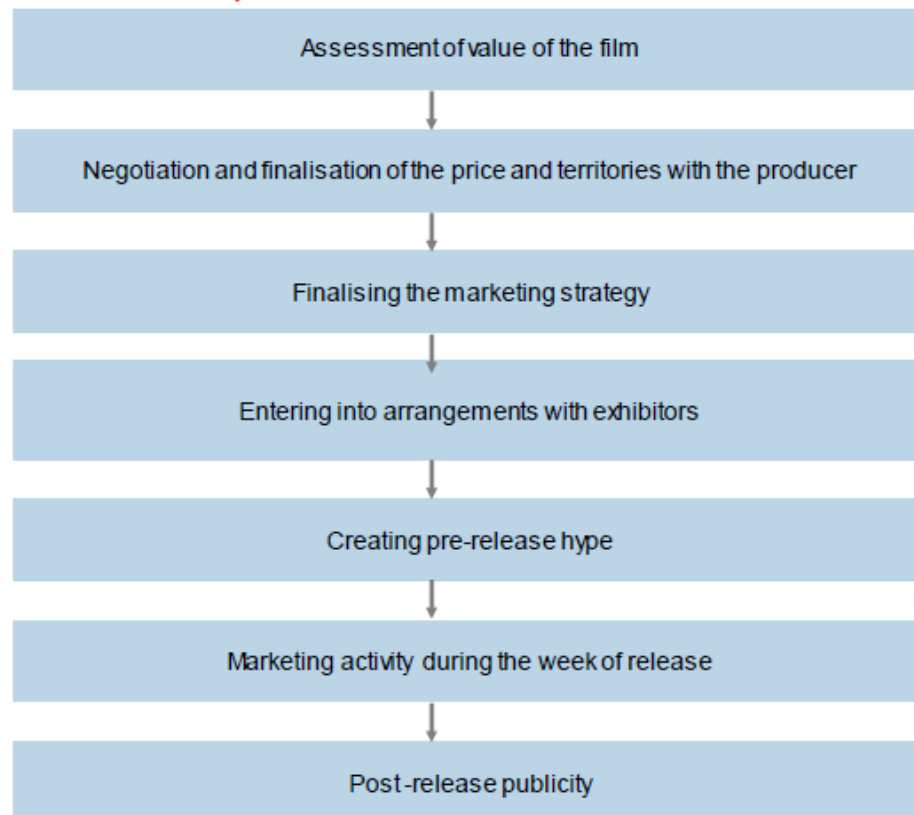 Assessment of value of the film
Negotiation and finalisation of the price and territories with the producer
Finalising the marketing strategy
Entering into arrangements with exhibitors
Creating pre-release hype
Marketing activity during the week of release
Post-release publicity